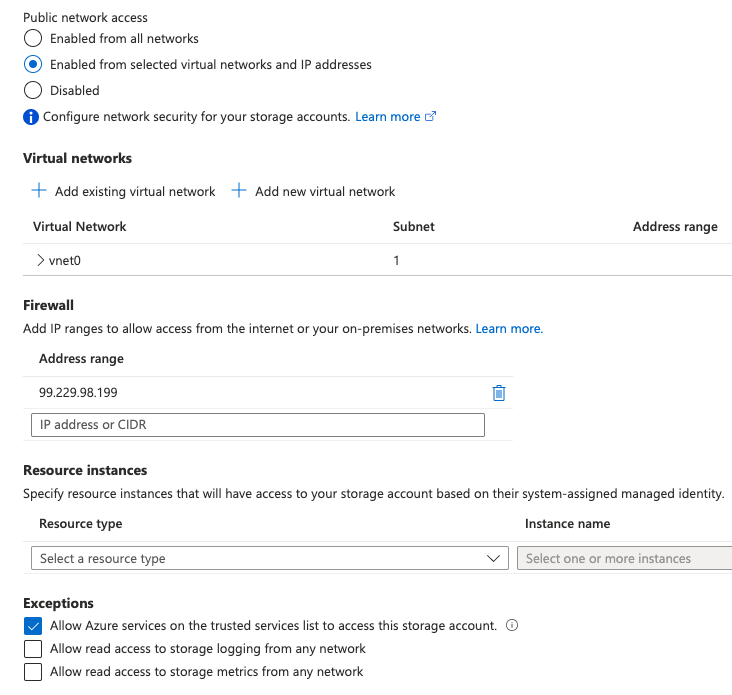 Public network access
Enabled from all networks
Enabled from selected virtual networks and IP addresses
Disabled
Configure network security for your storage accounts. Learn more
Virtual networks
Add existing virtual network Add new virtual network
Virtual Network Subnet Address range
vnet0 1
Firewall
Add IP ranges to allow access from the internet or your on-premises networks. Learn more.
Address range
99.229.98.199
IP address or CIDR
Resource instances
Specify resource instances that will have access to your storage account based on their system-assigned managed identity.
Resource type Instance name
Select a resource type Select one or more instances
Exceptions
Allow Azure services on the trusted services list to access this storage account.
Allow read access to storage logging from any network
Allow read access to storage metrics from any network